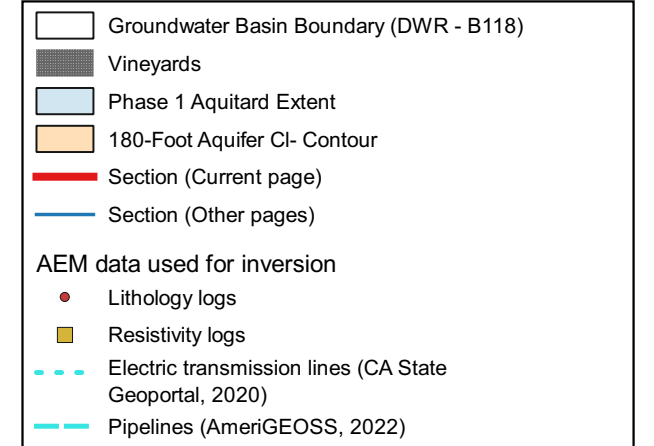 Groundwater Basin Boundary (DWR - B118)
Vineyards
Phase 1 Aquitard Extent
180-Foot Aquifer Cl- Contour
Section (Current page)
Section (Other pages)
AEM data used for inversion
Lithology logs
Resistivity logs
Electric transmission lines (CA State
Geoportal, 2020)
Pipelines (AmeriGEOSS, 2022)